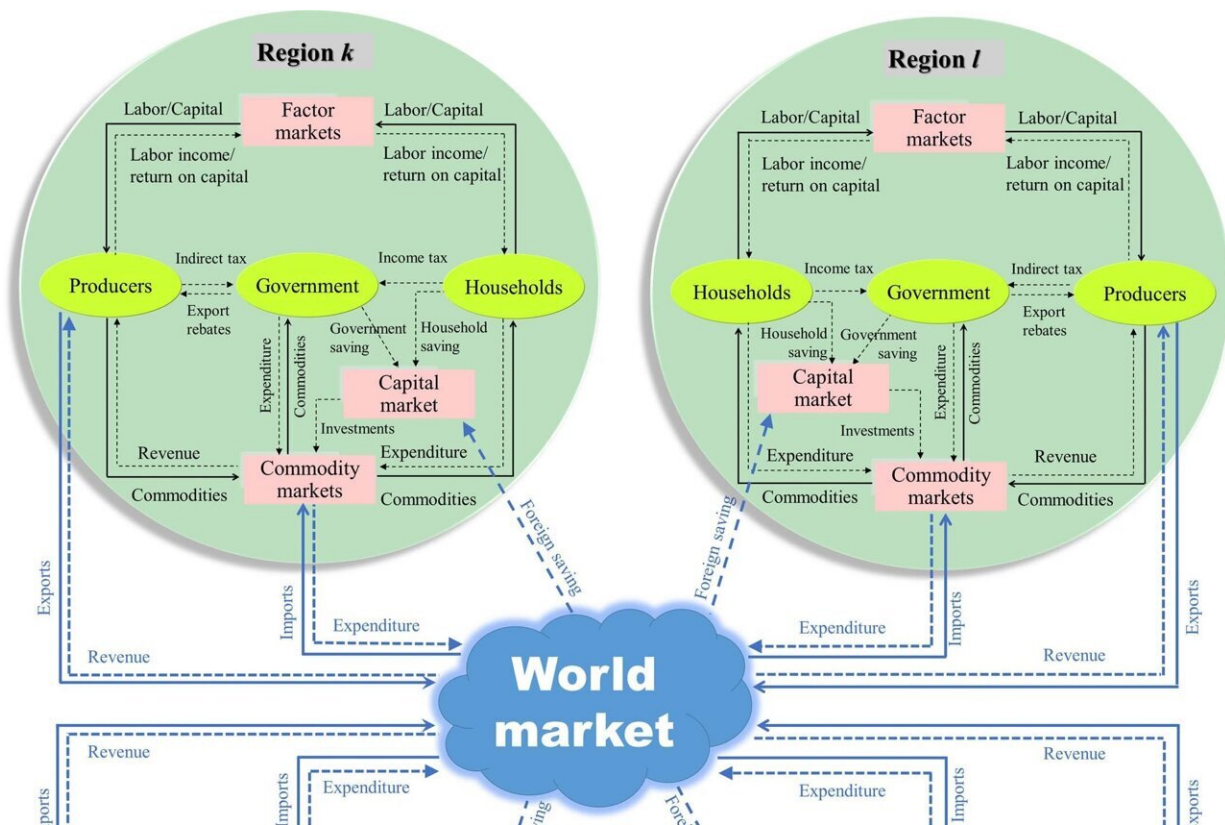 Region k
Labor/Capital
Factor
markets
Labor/Capital
Labor income/
return on capital
Labor income/
return on capital
Producers
Indirect tax
Export
rebates
Government
Income tax
Households
Government
saving
Household
saving
Expenditure
Commodities
Capital
market
Investments
Revenue
Commodity
markets
Expenditure
Commodities
Commodities
Region l
Labor/Capital
Factor
markets
Labor/Capital
Labor income/
return on capital
Labor income/
return on capital
Households
Income tax
Government
Indirect tax
Export
rebates
Producers
Household
saving
Government
saving
Capital
market
Expenditure
Commodities
Investments
Expenditure
Commodity
markets
Revenue
Commodities
Commodities
Exports
Imports
Foreign saving
Expenditure
Revenue
Foreign saving
Expenditure
Imports
Exports
Revenue
World
market
Revenue
Expenditure
Imports
Revenue
Expenditure
Imports